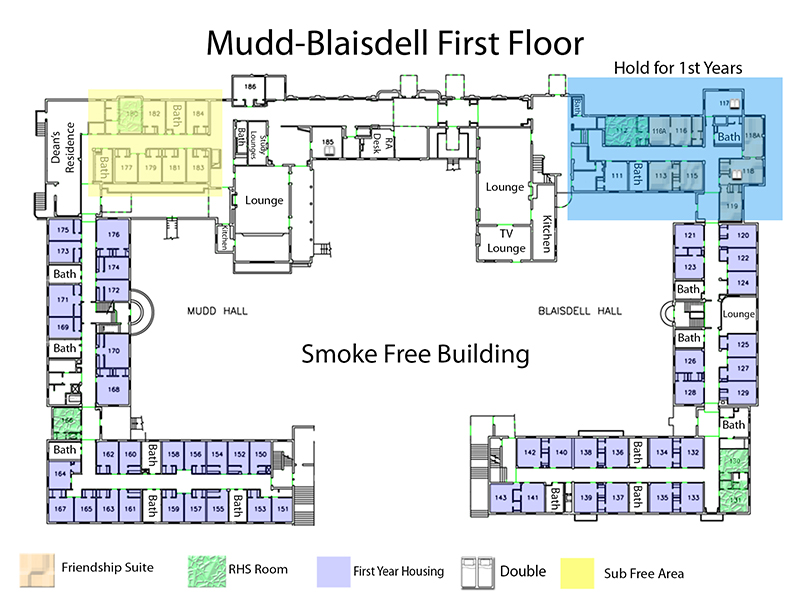 Mudd-Blaisdell First Floor
Hold for 1st Years
Dean's
Residence
180
182
Bath
184
Bath
177
179
181
183
186
Bath
Study
Lounges
185
Desk
RA
Lounge
Kitchen
Lounge
TV
Lounge
Kitchen
Bath
112
116A
116
117
Bath
118A
118
111
Bath
113
115
119
175
176
173
174
Bath
172
171
169
170
Bath
168
166
Bath
164
162
160
Bath
158
156
154
152
150
167
165
163
161
Bath
159
157
155
Bath
153
151
MUDD HALL
BLAISDELL HALL
Smoke Free Building
121
120
123
122
Bath
124
Lounge
Bath
125
126
127
128
129
Bath
130
131
142
140
138
136
Bath
134
132
143
141
Bath
139
137
Bath
135
133
Friendship Suite
RHS Room
First Year Housing
Double
Sub Free Area